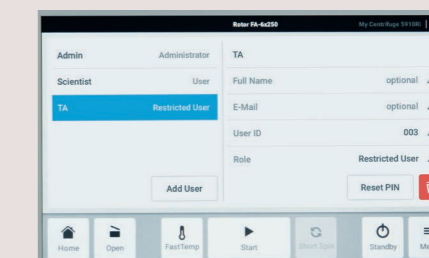 Rotor FA-6x250 My Centrifuge 5910Ri
Admin Administrator
Scientist User
TA Restricted User
Add User
TA
Full Name optional
E-Mail optional
User ID 003
Role Restricted User
Reset PIN
Home Open FastTemp Start Short Spin Standby